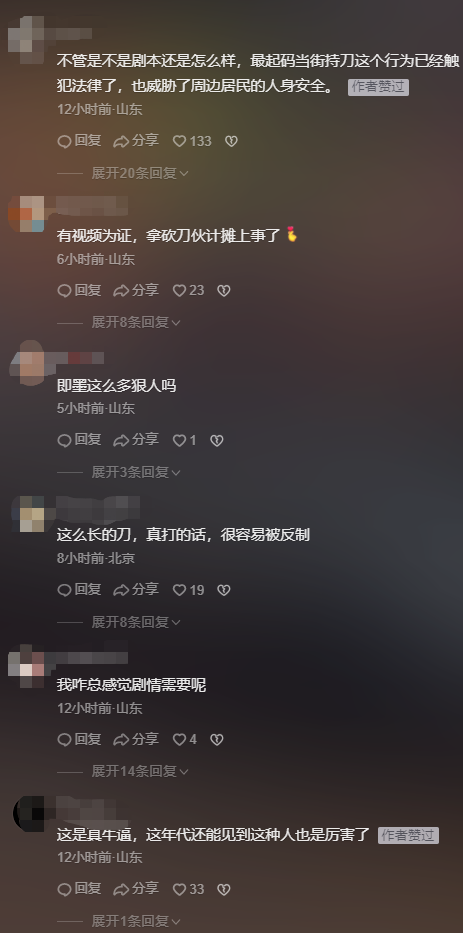 不管是不是剧本还是怎么样，最起码当街持刀这个行为已经触
犯法律了，也威胁了周边居民的人身安全。 作者赞过
12小时前·山东
回复 分享 133
展开20条回复
有视频为证，拿砍刀伙计摊上事了
6小时前·山东
回复 分享 23
展开8条回复
即墨这么多狠人吗
5小时前·山东
回复 分享 1
展开3条回复
这么长的刀，真打的话，很容易被反制
8小时前·北京
回复 分享 19
展开8条回复
我咋总感觉剧情需要呢
12小时前·山东
回复 分享 4
展开14条回复
这是真牛逼，这年代还能见到这种人也是厉害了 作者赞过
12小时前·山东
回复 分享 33
展开1条回复